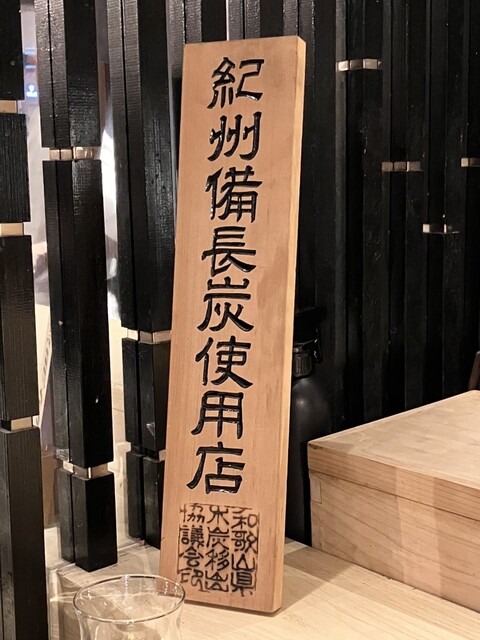 紀州備長炭使用店
和歌山県
木炭移出
協議会印